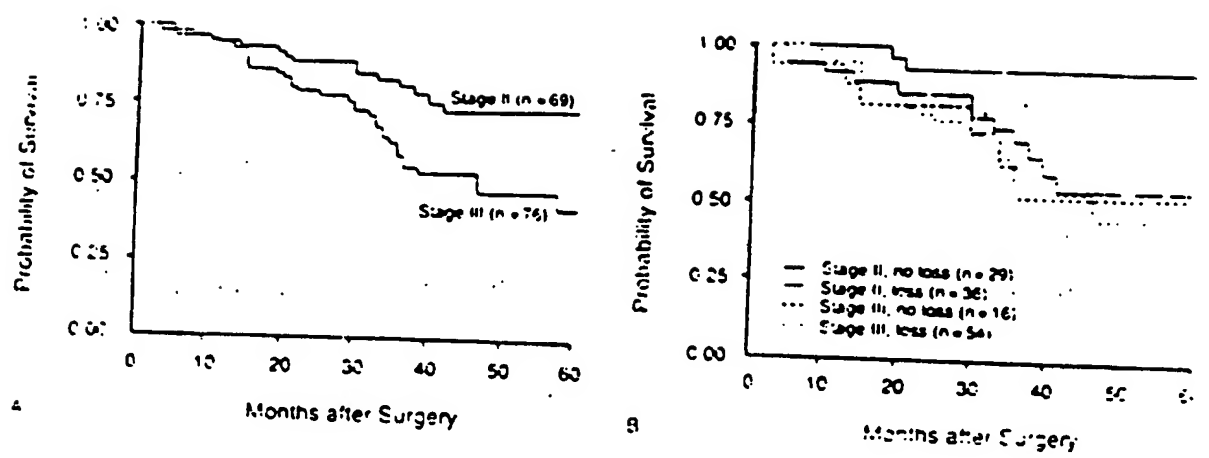 1.00
0.75
0.50
0.25
0.00
Probability of Survival
Stage II (n = 69)
Stage III (n = 76)
0 10 20 30 40 50 60
Months after Surgery
A
1.00
0.75
0.50
0.25
0.00
Probability of Survival
Stage II, no loss (n = 29)
Stage II, loss (n = 36)
Stage III, no loss (n = 16)
Stage III, loss (n = 54)
0 10 20 30 40 50
Months after Surgery
B